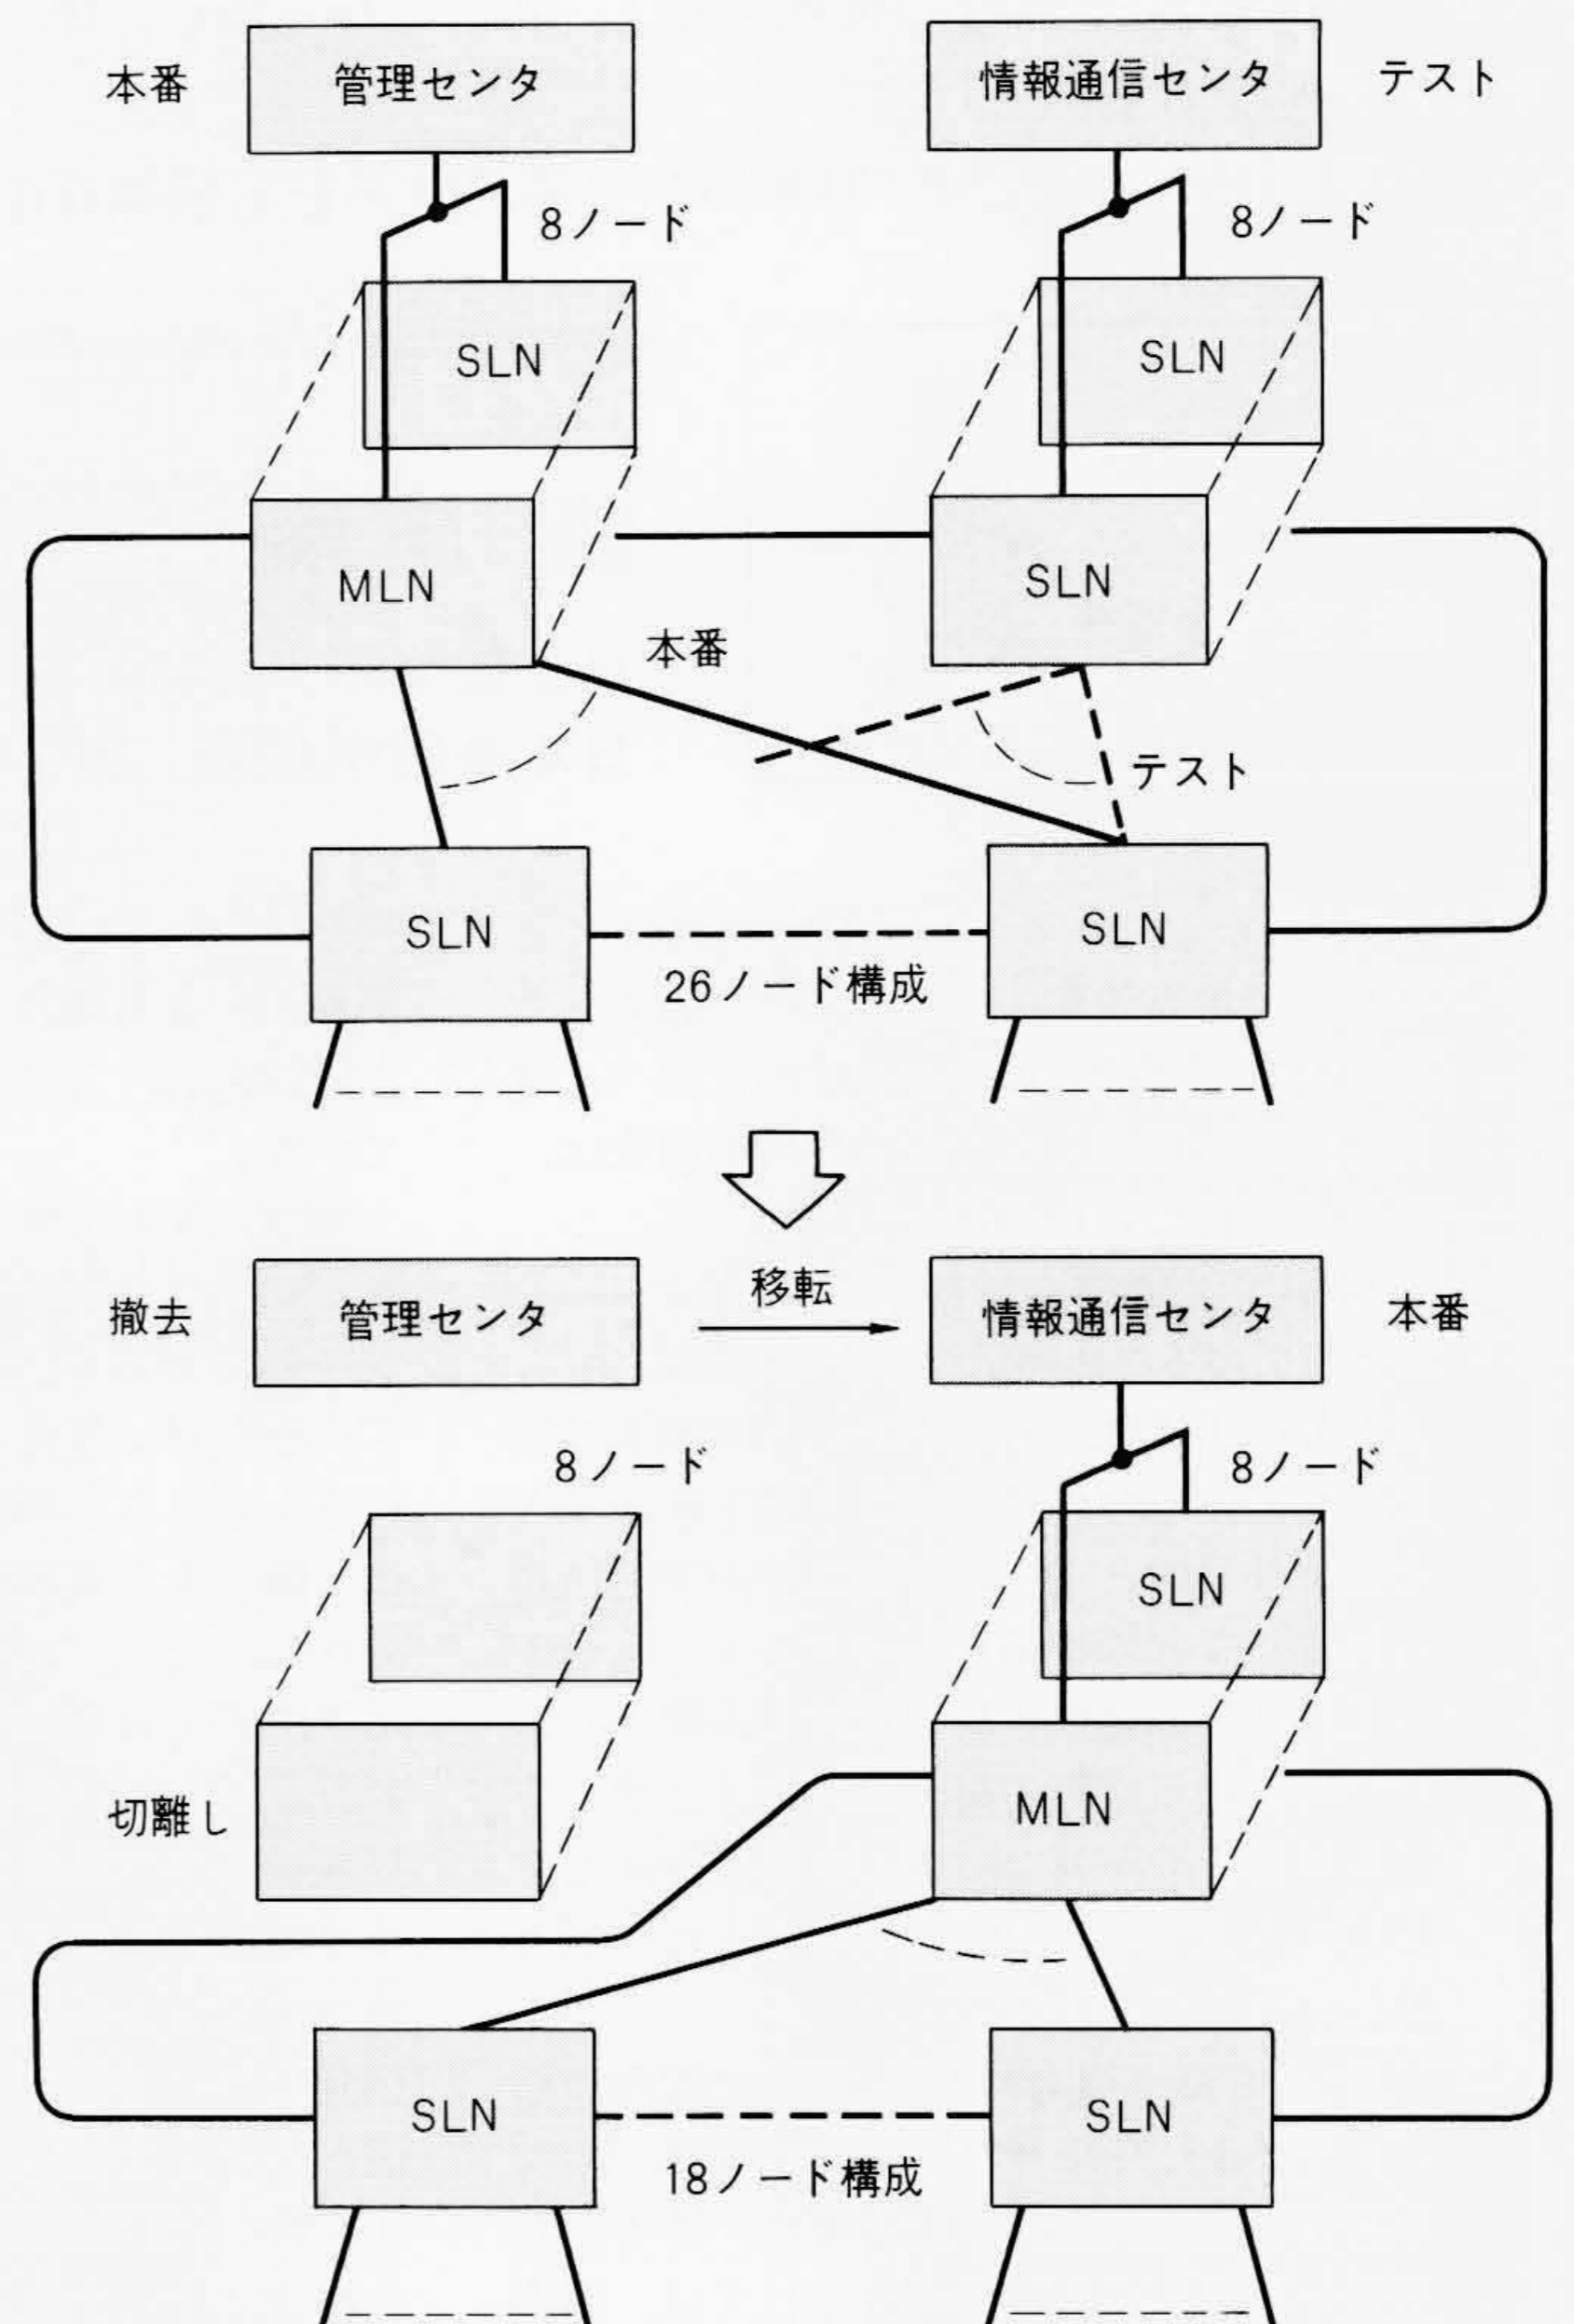 本番
管理センタ
情報通信センタ
テスト
8ノード
8ノード
SLN
SLN
MLN
SLN
本番
テスト
SLN
SLN
26ノード構成
撤去
管理センタ
移転
情報通信センタ
本番
8ノード
8ノード
SLN
切離し
MLN
SLN
SLN
18ノード構成